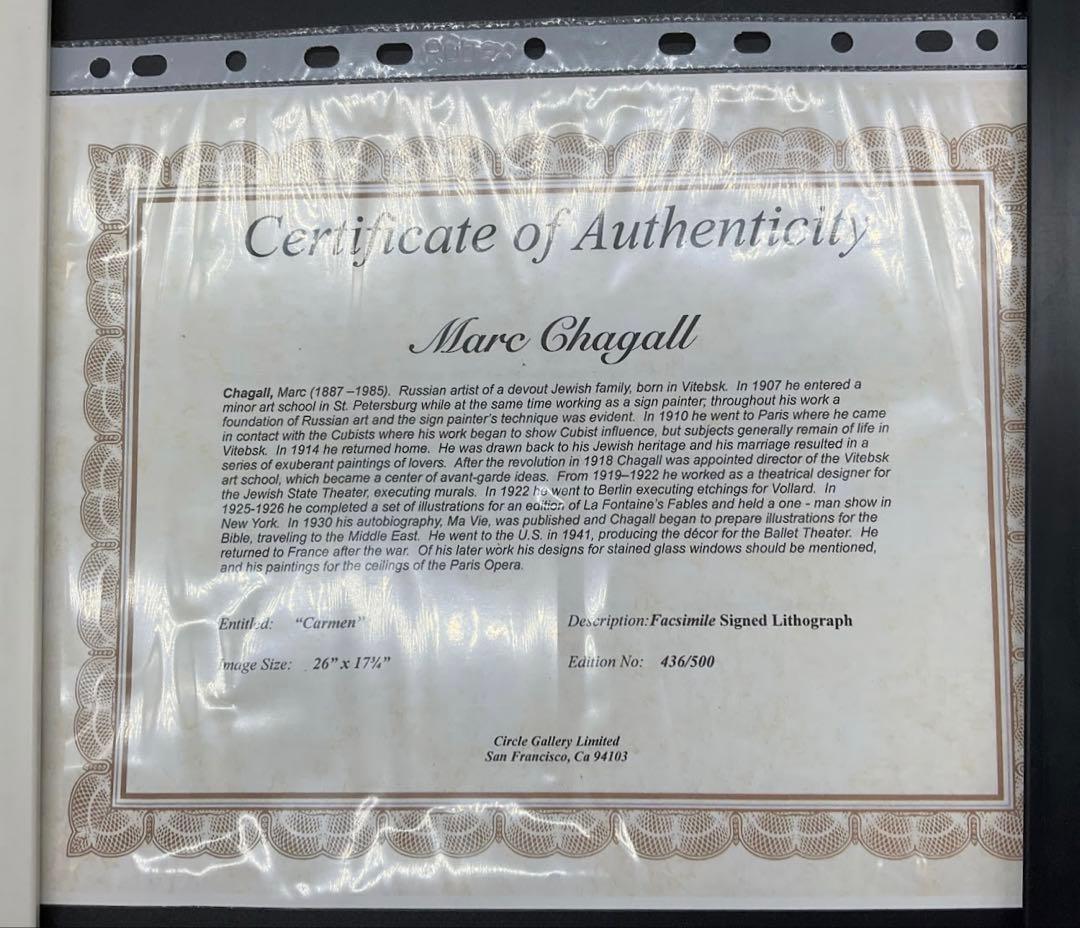 Certificate of Authenticity
Marc Chagall
Chagall, Marc (1887 –1985). Russian artist of a devout Jewish family, born in Vitebsk. In 1907 he entered a
minor art school in St. Petersburg while at the same time working as a sign painter; throughout his work a
foundation of Russian art and the sign painter's technique was evident. In 1910 he went to Paris where he came
in contact with the Cubists where his work began to show Cubist influence, but subjects generally remain of life in
Vitebsk. In 1914 he returned home. He was drawn back to his Jewish heritage and his marriage resulted in a
series of exuberant paintings of lovers. After the revolution in 1918 Chagall was appointed director of the Vitebsk
art school, which became a center of avant-garde ideas. From 1919–1922 he worked as a theatrical designer for
the Jewish State Theater, executing murals. In 1922 he went to Berlin executing etchings for Vollard. In
1925-1926 he completed a set of illustrations for an edition of La Fontaine's Fables and held a one - man show in
New York. In 1930 his autobiography, Ma Vie, was published and Chagall began to prepare illustrations for the
Bible, traveling to the Middle East. He went to the U.S. in 1941, producing the décor for the Ballet Theater. He
returned to France after the war. Of his later work his designs for stained glass windows should be mentioned,
and his paintings for the ceilings of the Paris Opera.
Entitled: "Carmen" Description: Facsimile Signed Lithograph
Image Size: 26" x 17¾" Edition No: 436/500
Circle Gallery Limited
San Francisco, Ca 94103